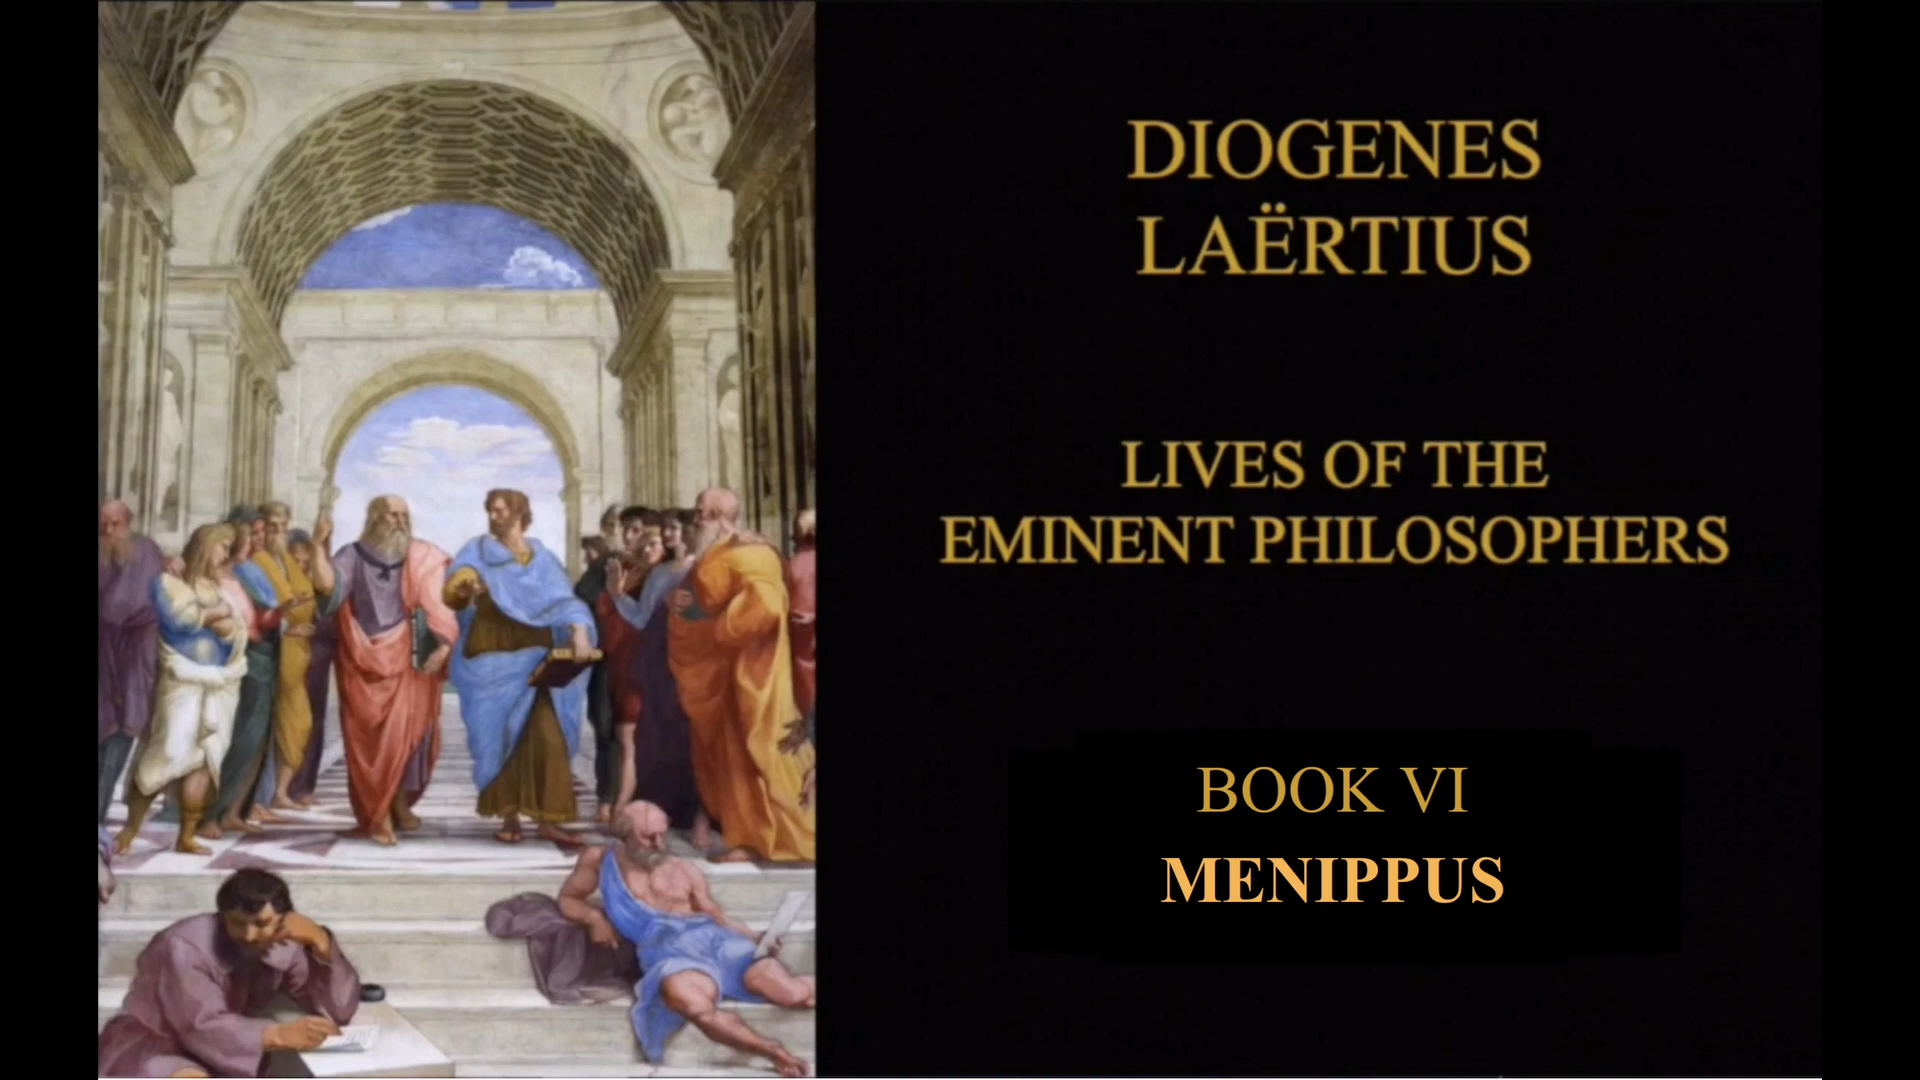 DIOGENES
LAËRTIUS
LIVES OF THE
EMINENT PHILOSOPHERS
BOOK VI
MENIPPUS